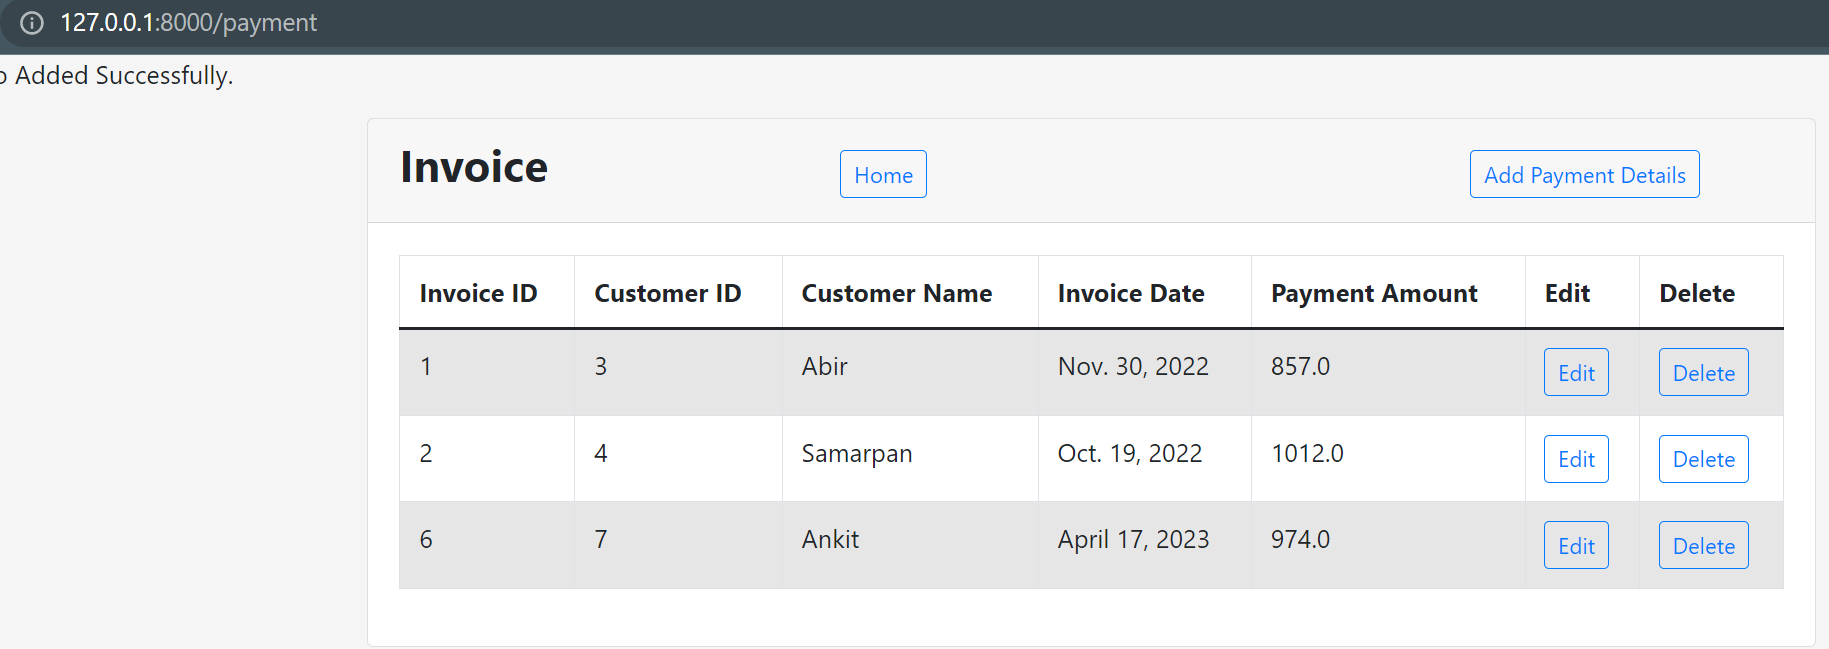 127.0.0.1:8000/payment
Added Successfully.
Invoice Home Add Payment Details
Invoice ID Customer ID Customer Name Invoice Date Payment Amount Edit Delete
1 3 Abir Nov. 30, 2022 857.0 Edit Delete
2 4 Samarpan Oct. 19, 2022 1012.0 Edit Delete
6 7 Ankit April 17, 2023 974.0 Edit Delete